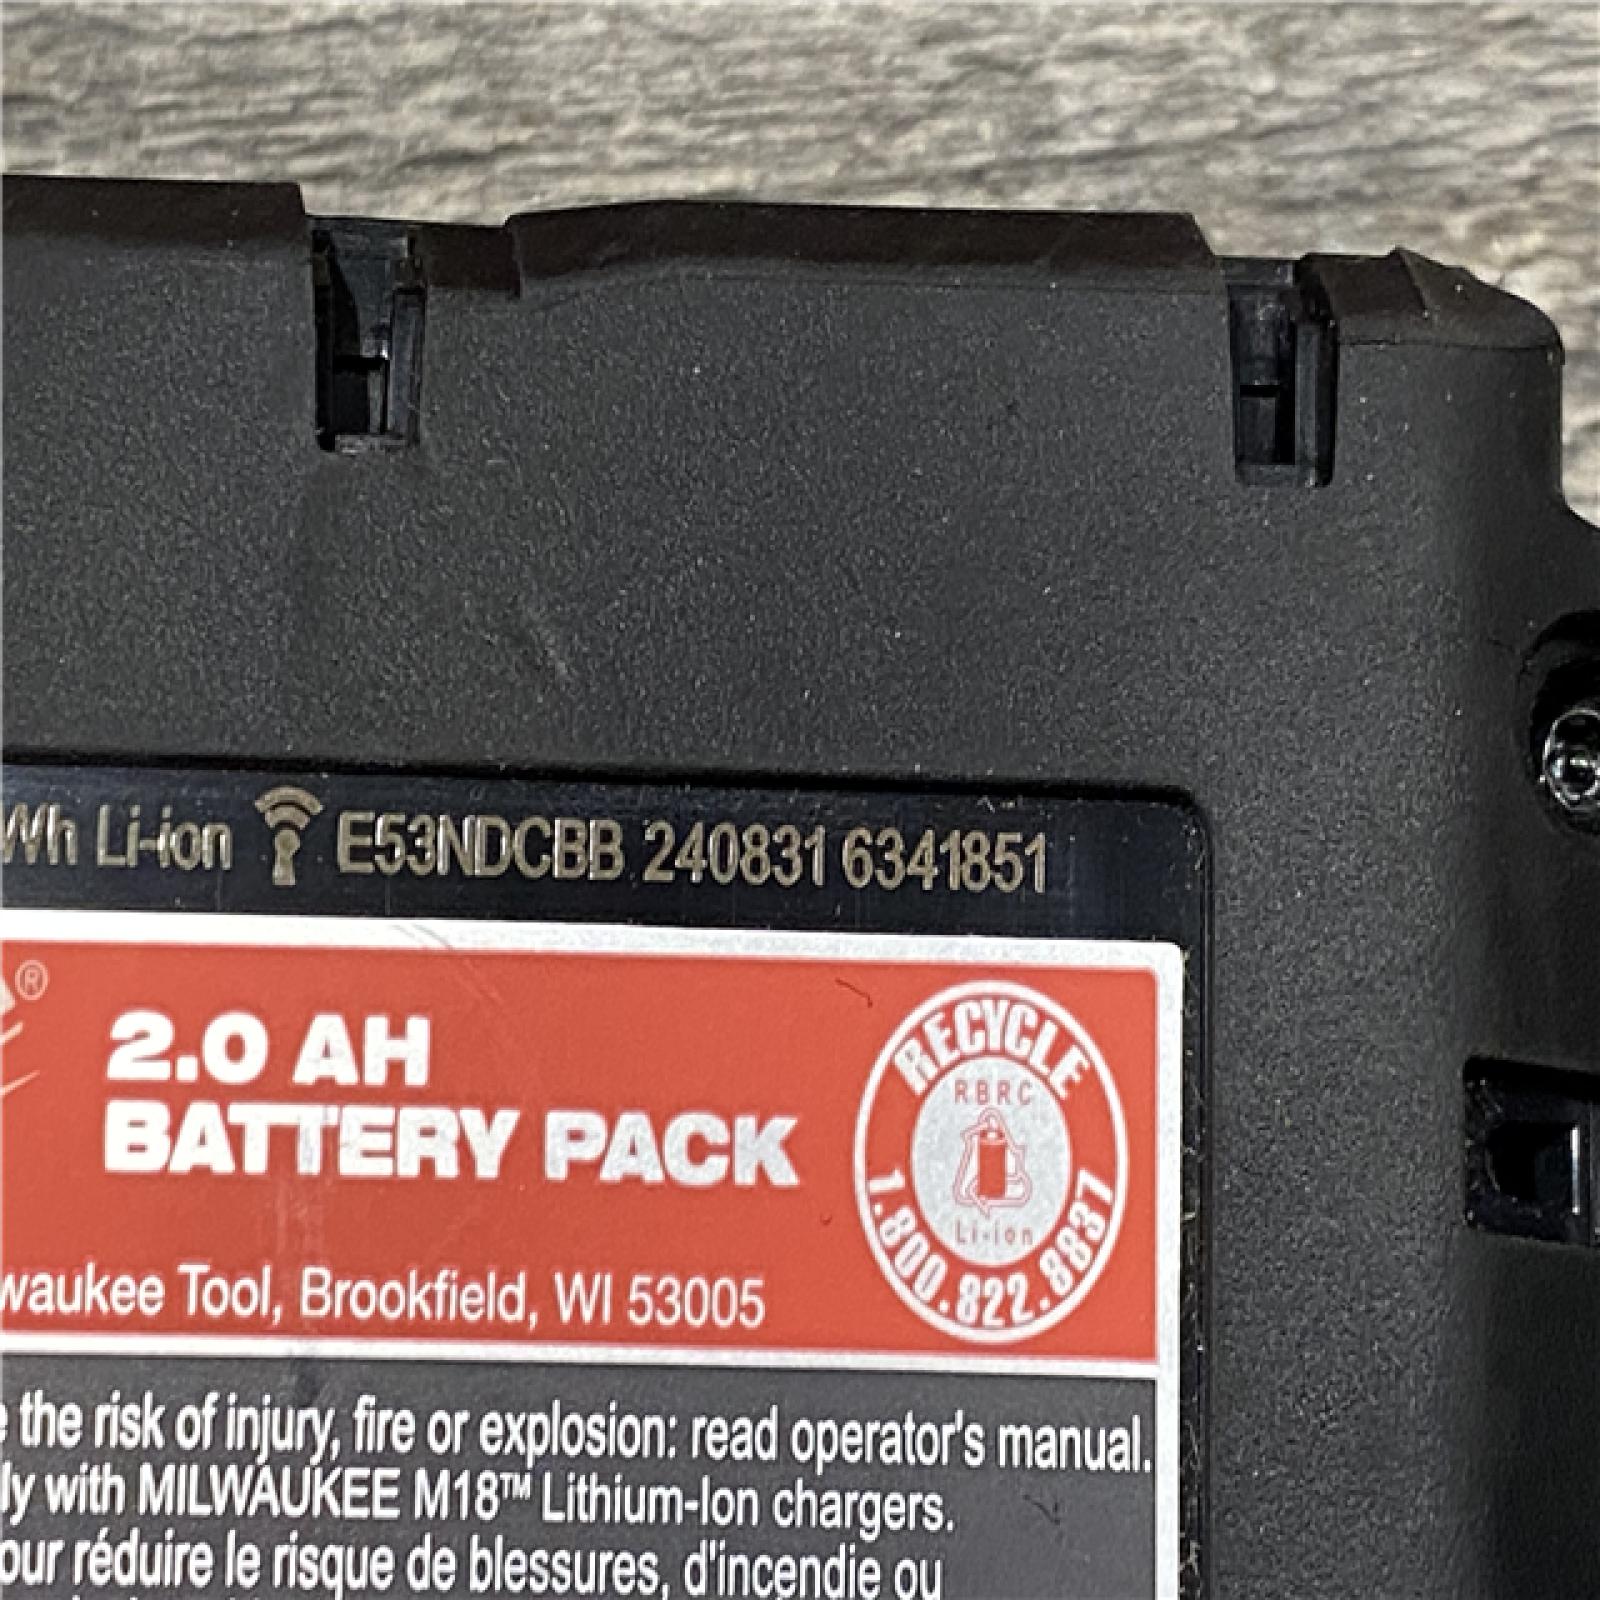 Wh Li-ion E53NDCBB 240831 6341851
®
2.0 AH
BATTERY PACK
RECYCLE
RBRC
Li-ion
1.800.822.8837
waukee Tool, Brookfield, WI 53005
the risk of injury, fire or explosion: read operator's manual.
ly with MILWAUKEE M18™ Lithium-Ion chargers.
our réduire le risque de blessures, d'incendie ou